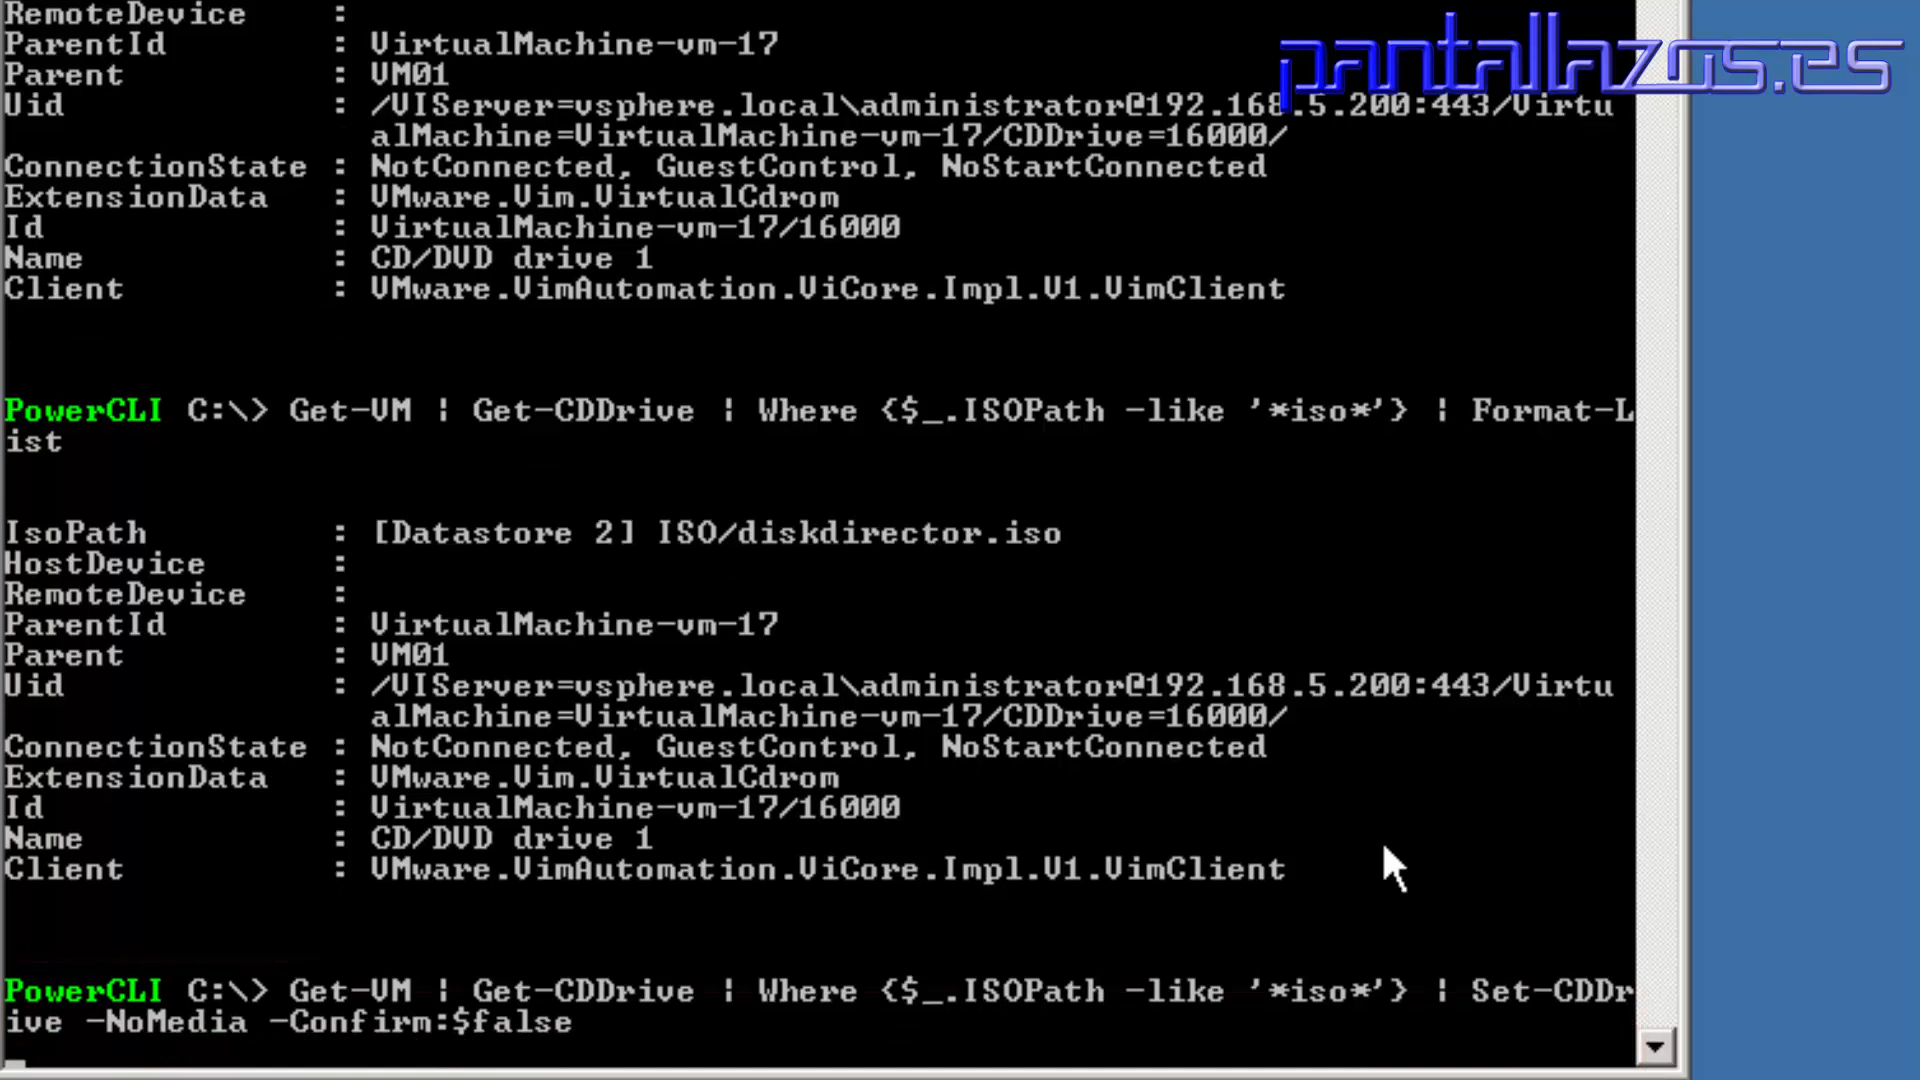 RemoteDevice :
ParentId : VirtualMachine-vm-17
Parent : VM01
Uid : /VIServer=vsphere.local\administrator@192.168.5.200:443/Virtu
alMachine=VirtualMachine-vm-17/CDDrive=16000/
ConnectionState : NotConnected, GuestControl, NoStartConnected
ExtensionData : VMware.Vim.VirtualCdrom
Id : VirtualMachine-vm-17/16000
Name : CD/DVD drive 1
Client : VMware.VimAutomation.ViCore.Impl.V1.VimClient
PowerCLI C:\> Get-VM | Get-CDDrive | Where {$_.ISOPath -like '*iso*'} | Format-L
ist
IsoPath : [Datastore 2] ISO/diskdirector.iso
HostDevice :
RemoteDevice :
ParentId : VirtualMachine-vm-17
Parent : VM01
Uid : /VIServer=vsphere.local\administrator@192.168.5.200:443/Virtu
alMachine=VirtualMachine-vm-17/CDDrive=16000/
ConnectionState : NotConnected, GuestControl, NoStartConnected
ExtensionData : VMware.Vim.VirtualCdrom
Id : VirtualMachine-vm-17/16000
Name : CD/DVD drive 1
Client : VMware.VimAutomation.ViCore.Impl.V1.VimClient
PowerCLI C:\> Get-VM | Get-CDDrive | Where {$_.ISOPath -like '*iso*'} | Set-CDDr
ive -NoMedia -Confirm:$false
pantallazos.es